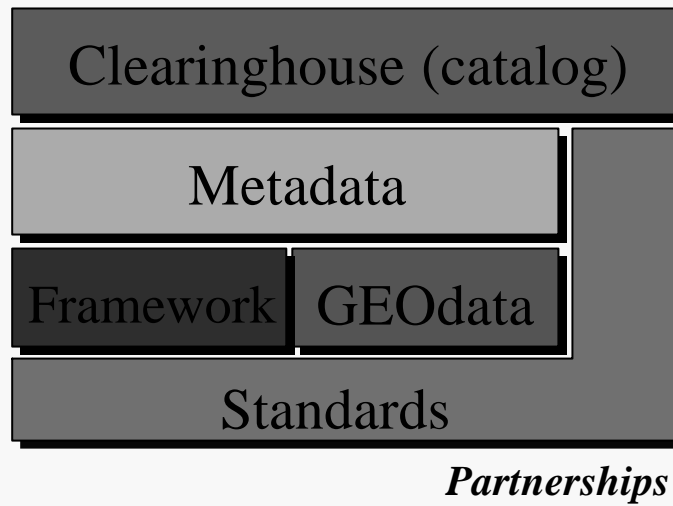 Clearinghouse (catalog)
Metadata
Framework GEOdata
Standards
Partnerships